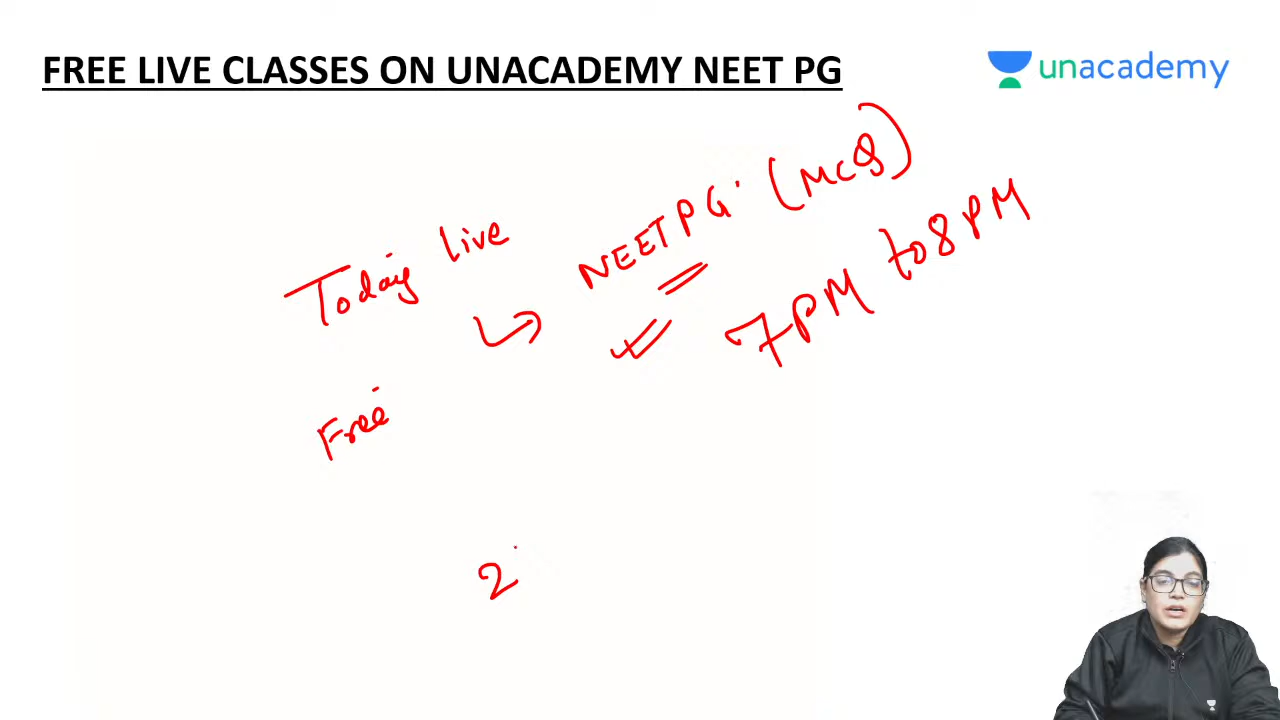 FREE LIVE CLASSES ON UNACADEMY NEET PG
unacademy
Today live
NEET PG (MCQ)
7PM to 8PM
Free
2